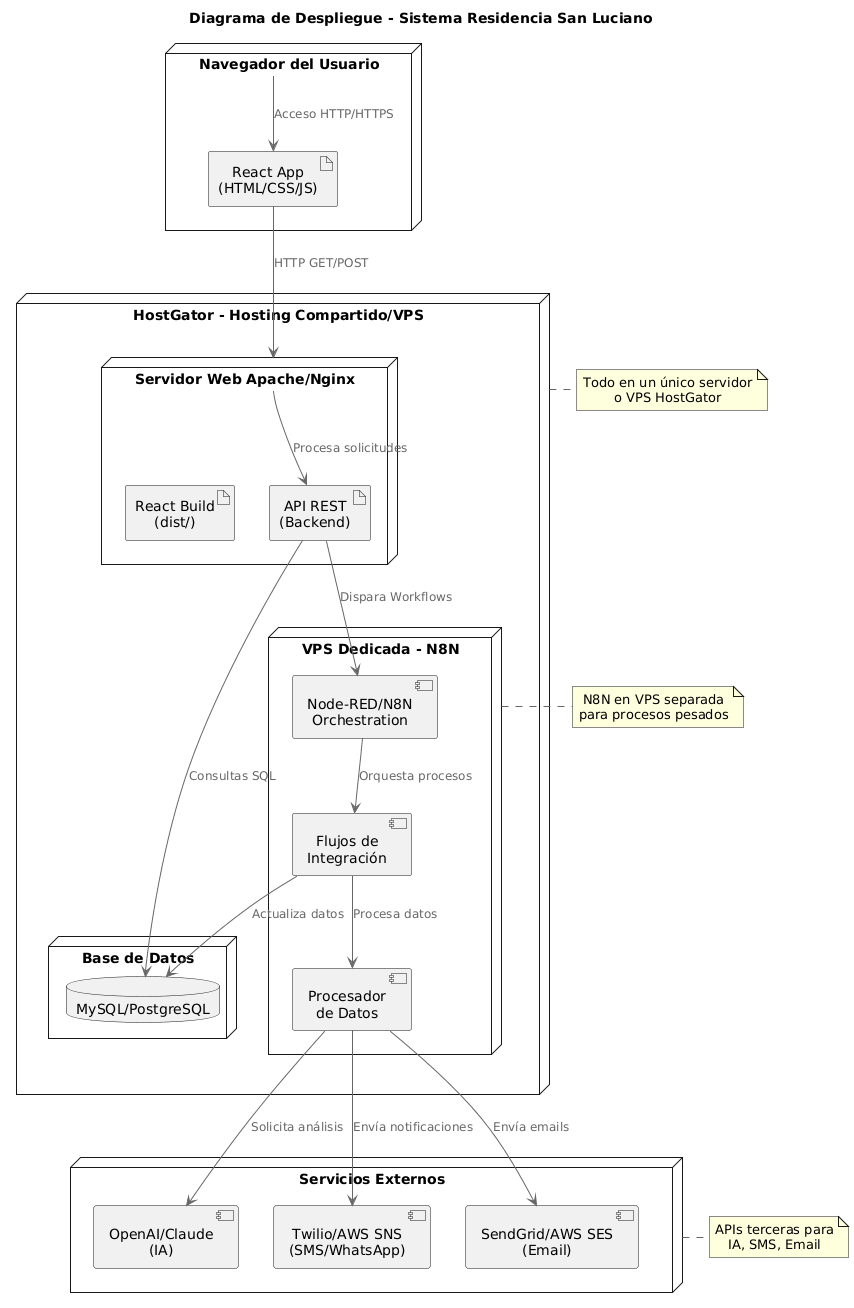 Diagrama de Despliegue - Sistema Residencia San Luciano
Navegador del Usuario
Acceso HTTP/HTTPS
React App
(HTML/CSS/JS)
HTTP GET/POST
HostGator - Hosting Compartido/VPS
Servidor Web Apache/Nginx
Todo en un único servidor
o VPS HostGator
Procesa solicitudes
React Build
(dist/)
API REST
(Backend)
Dispara Workflows
VPS Dedicada - N8N
Node-RED/N8N
Orchestration
N8N en VPS separada
para procesos pesados
Consultas SQL
Orquesta procesos
Flujos de
Integración
Actualiza datos
Procesa datos
Base de Datos
MySQL/PostgreSQL
Procesador
de Datos
Solicita análisis
Envía notificaciones
Envía emails
Servicios Externos
OpenAI/Claude
(IA)
Twilio/AWS SNS
(SMS/WhatsApp)
SendGrid/AWS SES
(Email)
APIs terceras para
IA, SMS, Email